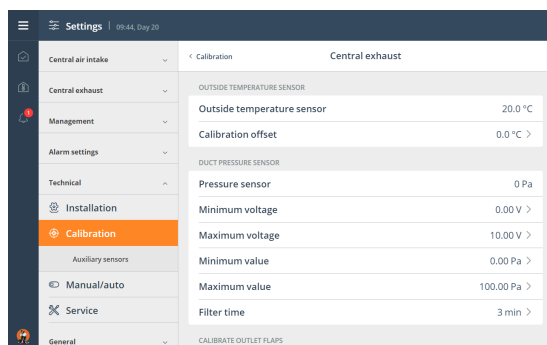 Settings | 09:44, Day 20
1
Central air intake
Central exhaust
Management
Alarm settings
Technical
Installation
Calibration
Auxiliary sensors
Manual/auto
Service
General
< Calibration
Central exhaust
OUTSIDE TEMPERATURE SENSOR
Outside temperature sensor 20.0 °C
Calibration offset 0.0 °C >
DUCT PRESSURE SENSOR
Pressure sensor 0 Pa
Minimum voltage 0.00 V >
Maximum voltage 10.00 V >
Minimum value 0.00 Pa >
Maximum value 100.00 Pa >
Filter time 3 min >
CALIBRATE OUTLET FLAPS